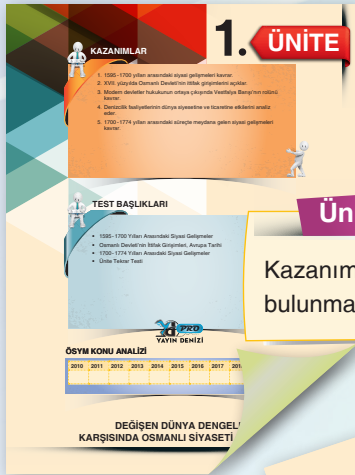 1. ÜNİTE
KAZANIMLAR
1. 1595-1700 yılları arasındaki siyasi gelişmeleri kavrar.
2. XVII. yüzyılda Osmanlı Devleti'nin ittifak girişimlerini açıklar.
3. Modern devletler hukukunun ortaya çıkışında Vestfalya Barışı'nın rolünü
kavrar.
4. Denizcilik faaliyetlerinin dünya siyasetine ve ticaretine etkilerini analiz
eder.
5. 1700-1774 yılları arasındaki süreçte meydana gelen siyasi gelişmeleri
kavrar.
TEST BAŞLIKLARI
• 1595-1700 Yılları Arasındaki Siyasi Gelişmeler
• Osmanlı Devleti'nin İttifak Girişimleri, Avrupa Tarihi
• 1700-1774 Yılları Arasıdaki Siyasi Gelişmeler
• Ünite Tekrar Testi
Ün
Kazanım
bulunma
PRO
YAYIN DENİZİ
ÖSYM KONU ANALİZİ
2010 2011 2012 2013 2014 2015 2016 2017 201
DEĞİŞEN DÜNYA DENGEL
KARŞISINDA OSMANLI SİYASETİ